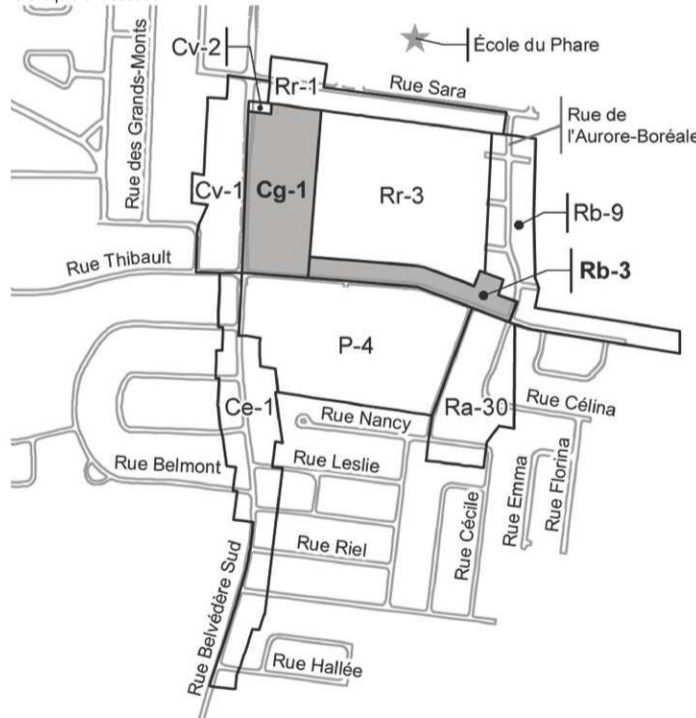 École du Phare
Cv-2
Rr-1
Rue Sara
Rue des Grands-Monts
Rue de
l'Aurore-Boréale
Cv-1
Cg-1
Rr-3
Rb-9
Rue Thibault
Rb-3
P-4
Ce-1
Ra-30
Rue Célina
Rue Nancy
Rue Belmont
Rue Leslie
Rue Emma
Rue Florina
Rue Cécile
Rue Riel
Rue Belvédère Sud
Rue Hallée